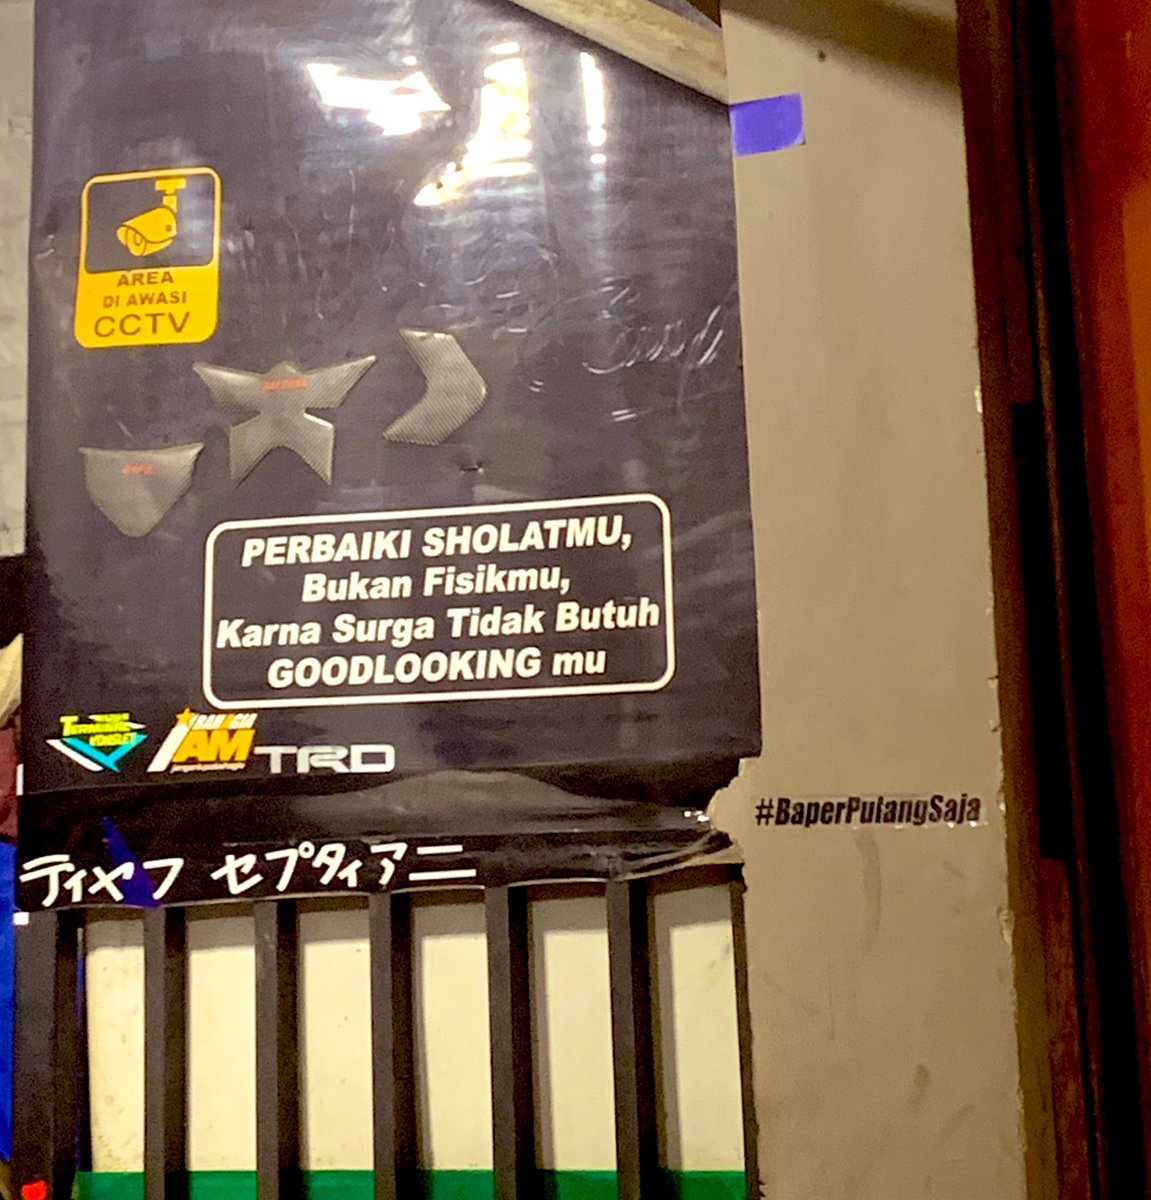 AREA
DI AWASI
CCTV
PERBAIKI SHOLATMU,
Bukan Fisikmu,
Karna Surga Tidak Butuh
GOODLOOKING mu
TERMINAL
AM
TRD
#BaperPulangSaja
ティヤフ セプタィアニ